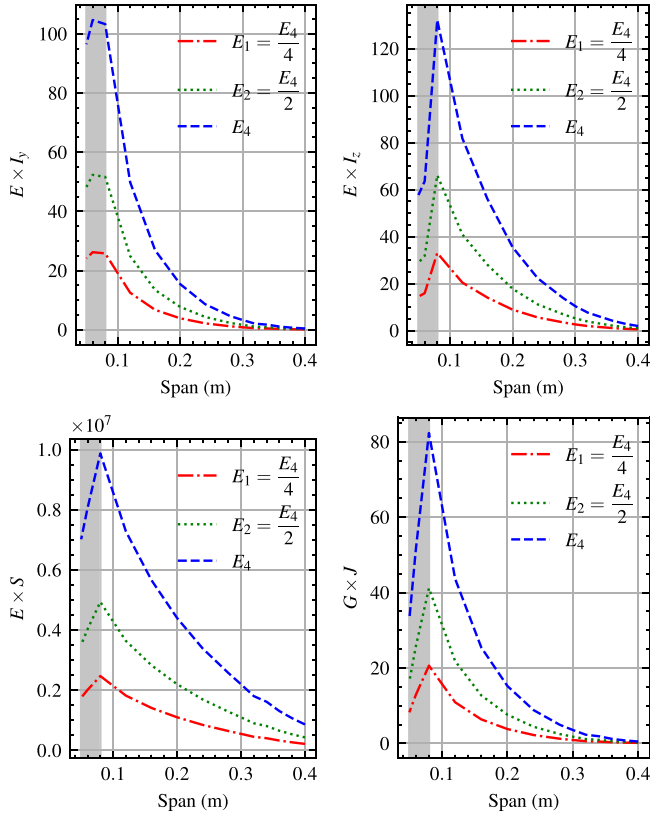 100
80
60
40
20
0
E × I_y
E_1 = E_4/4
E_2 = E_4/2
E_4
0.1 0.2 0.3 0.4
Span (m)
120
100
80
60
40
20
0
E × I_z
E_1 = E_4/4
E_2 = E_4/2
E_4
0.1 0.2 0.3 0.4
Span (m)
×10^7
1.0
0.8
0.6
0.4
0.2
0.0
E × S
E_1 = E_4/4
E_2 = E_4/2
E_4
0.1 0.2 0.3 0.4
Span (m)
80
60
40
20
0
G × J
E_1 = E_4/4
E_2 = E_4/2
E_4
0.1 0.2 0.3 0.4
Span (m)